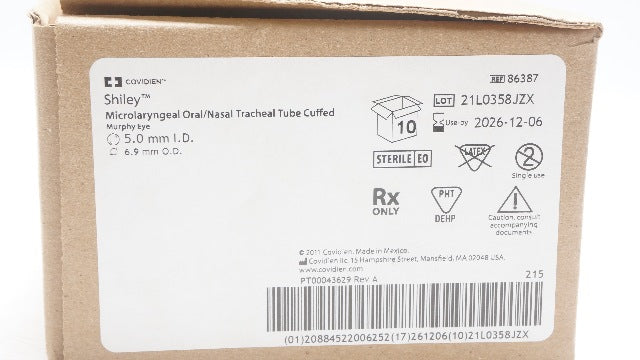 COVIDIEN™
Shiley™
Microlaryngeal Oral/Nasal Tracheal Tube Cuffed
Murphy Eye
5.0 mm I.D.
6.9 mm O.D.
REF 86387
10
LOT 21L0358JZX
Use-by 2026-12-06
STERILE EO
LATEX
2
Single use
Rx
ONLY
PHT
DEHP
Caution, consult
accompanying
documents.
© 2011 Covidien. Made in Mexico.
Covidien llc, 15 Hampshire Street, Mansfield, MA 02048 USA.
www.covidien.com
PT00043629 Rev A
215
(01)20884522006252(17)261206(10)21L0358JZX